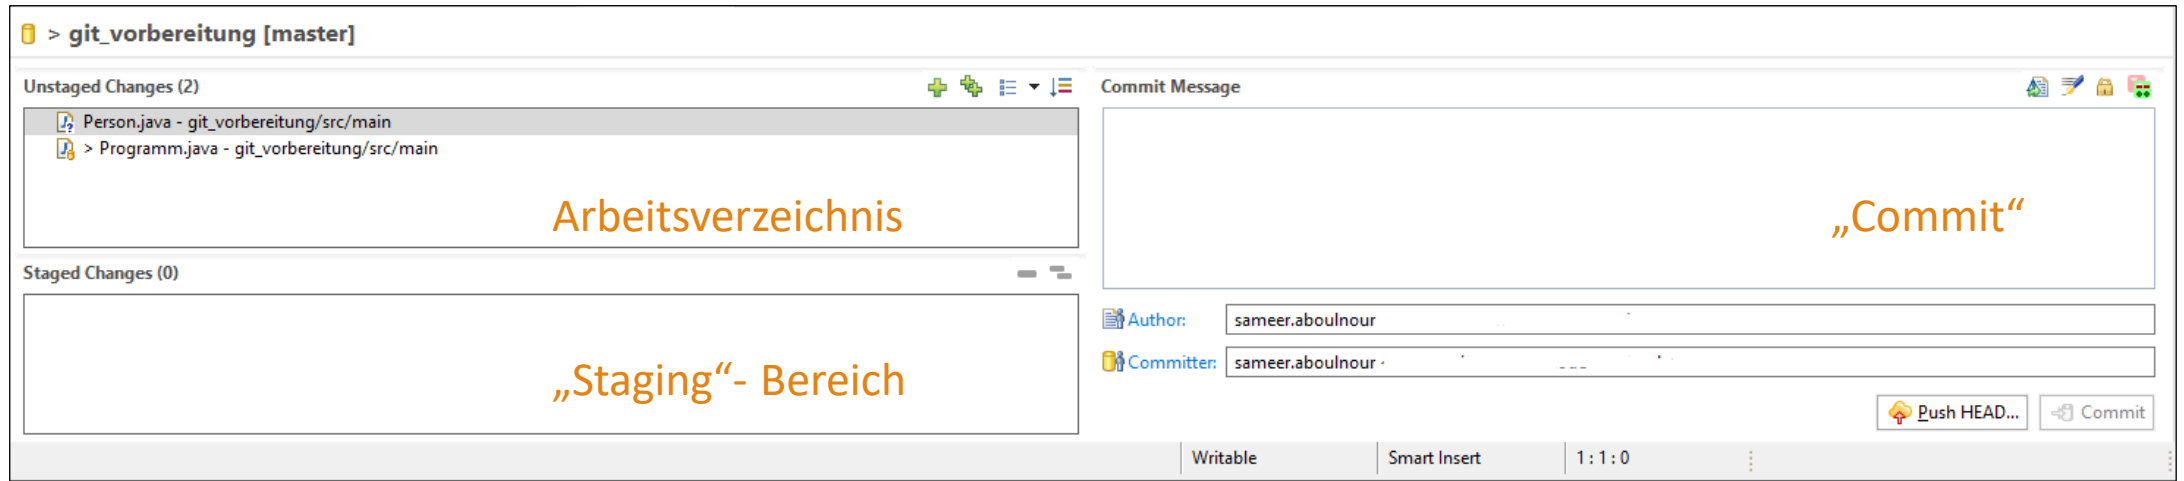 > git_vorbereitung [master]
Unstaged Changes (2)
Person.java - git_vorbereitung/src/main
> Programm.java - git_vorbereitung/src/main
Arbeitsverzeichnis
Staged Changes (0)
„Staging“- Bereich
Commit Message
„Commit“
Author: sameer.aboulnour
Committer: sameer.aboulnour
Push HEAD... Commit
Writable Smart Insert 1 : 1 : 0